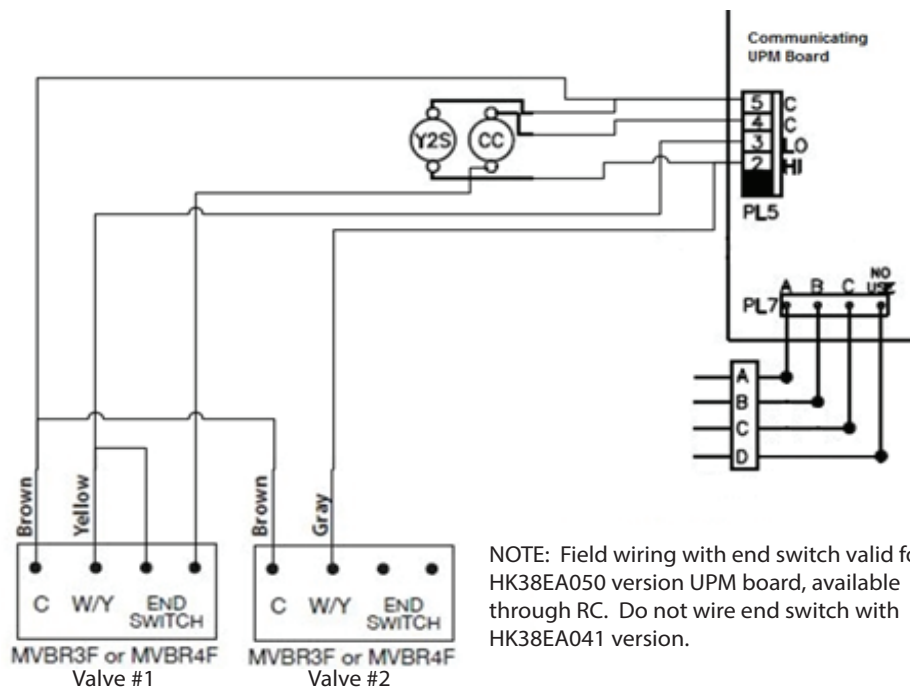 Communicating
UPM Board
5 C
4 C
3 LO
2 HI
PL5
Y2S CC
NO
A B C USE
PL7
A
B
C
D
Brown Yellow Brown Gray
C W/Y END
SWITCH
C W/Y END
SWITCH
MVBR3F or MVBR4F
Valve #1
MVBR3F or MVBR4F
Valve #2
NOTE: Field wiring with end switch valid fo
HK38EA050 version UPM board, available
through RC. Do not wire end switch with
HK38EA041 version.